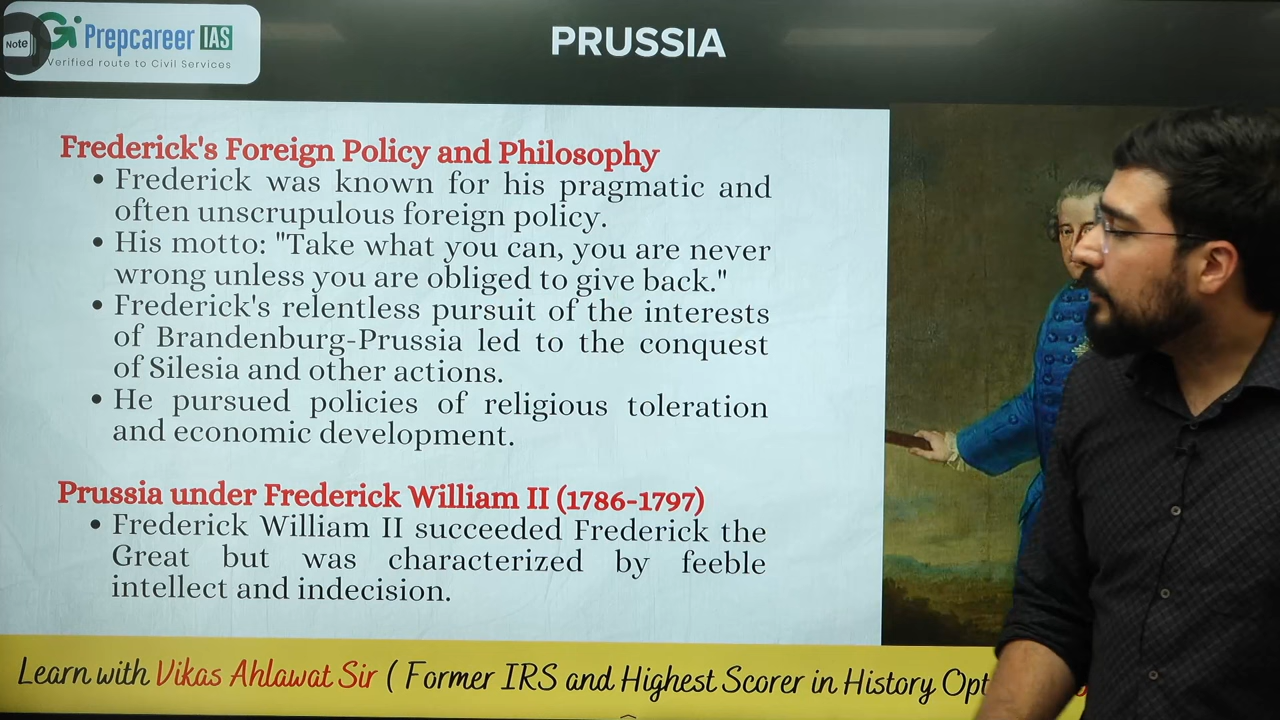 Note
Prepcareer IAS
Verified route to Civil Services
PRUSSIA
Frederick's Foreign Policy and Philosophy
• Frederick was known for his pragmatic and
often unscrupulous foreign policy.
• His motto: "Take what you can, you are never
wrong unless you are obliged to give back."
• Frederick's relentless pursuit of the interests
of Brandenburg-Prussia led to the conquest
of Silesia and other actions.
• He pursued policies of religious toleration
and economic development.
Prussia under Frederick William II (1786-1797)
• Frederick William II succeeded Frederick the
Great but was characterized by feeble
intellect and indecision.
Learn with Vikas Ahlawat Sir ( Former IRS and Highest Scorer in History Opt